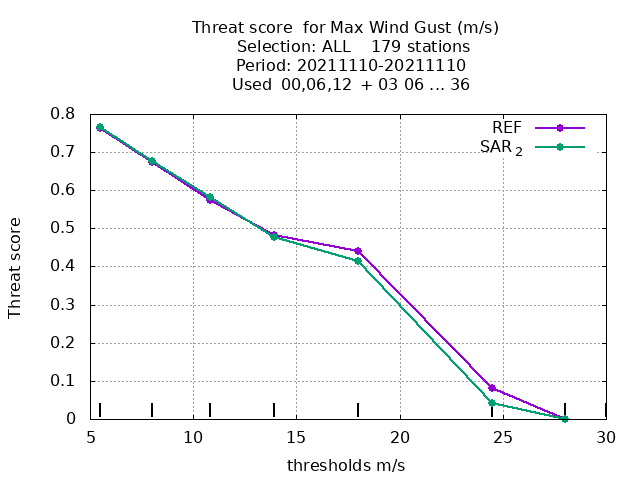 Threat score  for Max Wind Gust (m/s)
Selection: ALL    179 stations
Period: 20211110-20211110
Used  00,06,12  + 03 06 ... 36
REF
SAR 2
0.8
0.7
0.6
0.5
0.4
0.3
0.2
0.1
0
Threat score
5 10 15 20 25 30
thresholds m/s